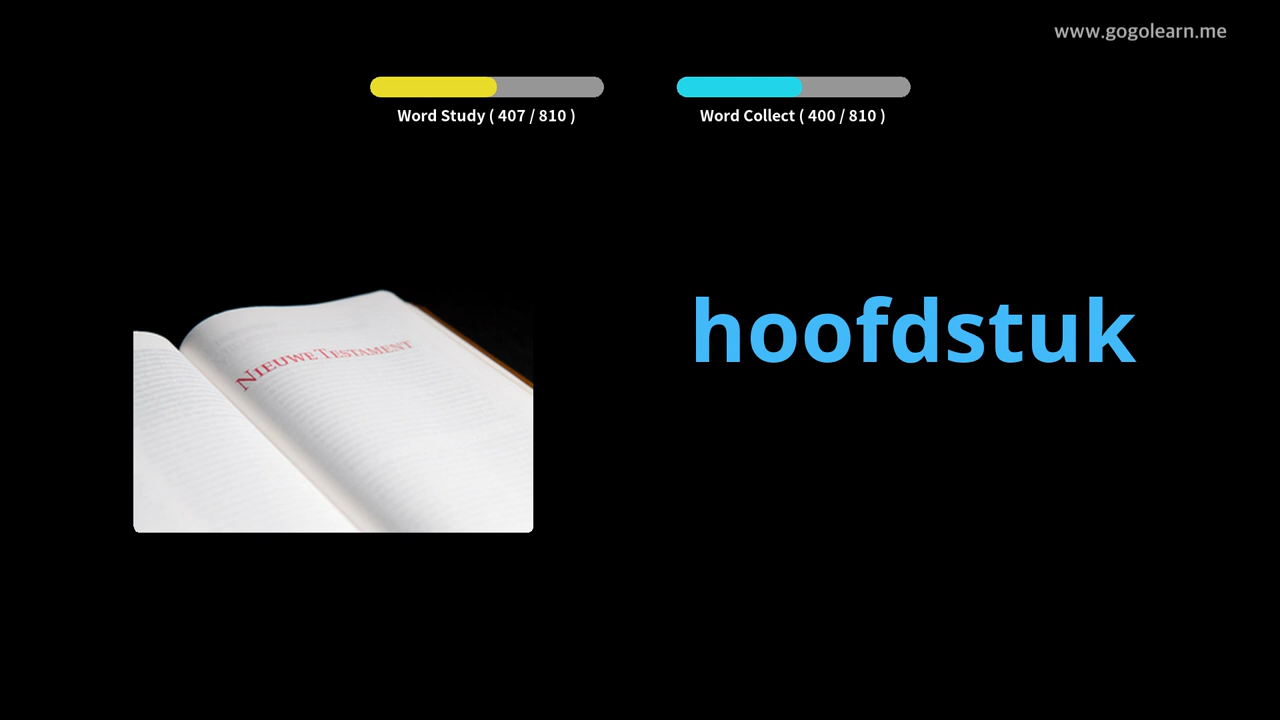 www.gogolearn.me
Word Study ( 407 / 810 )
Word Collect ( 400 / 810 )
NIEUWE TESTAMENT
hoofdstuk